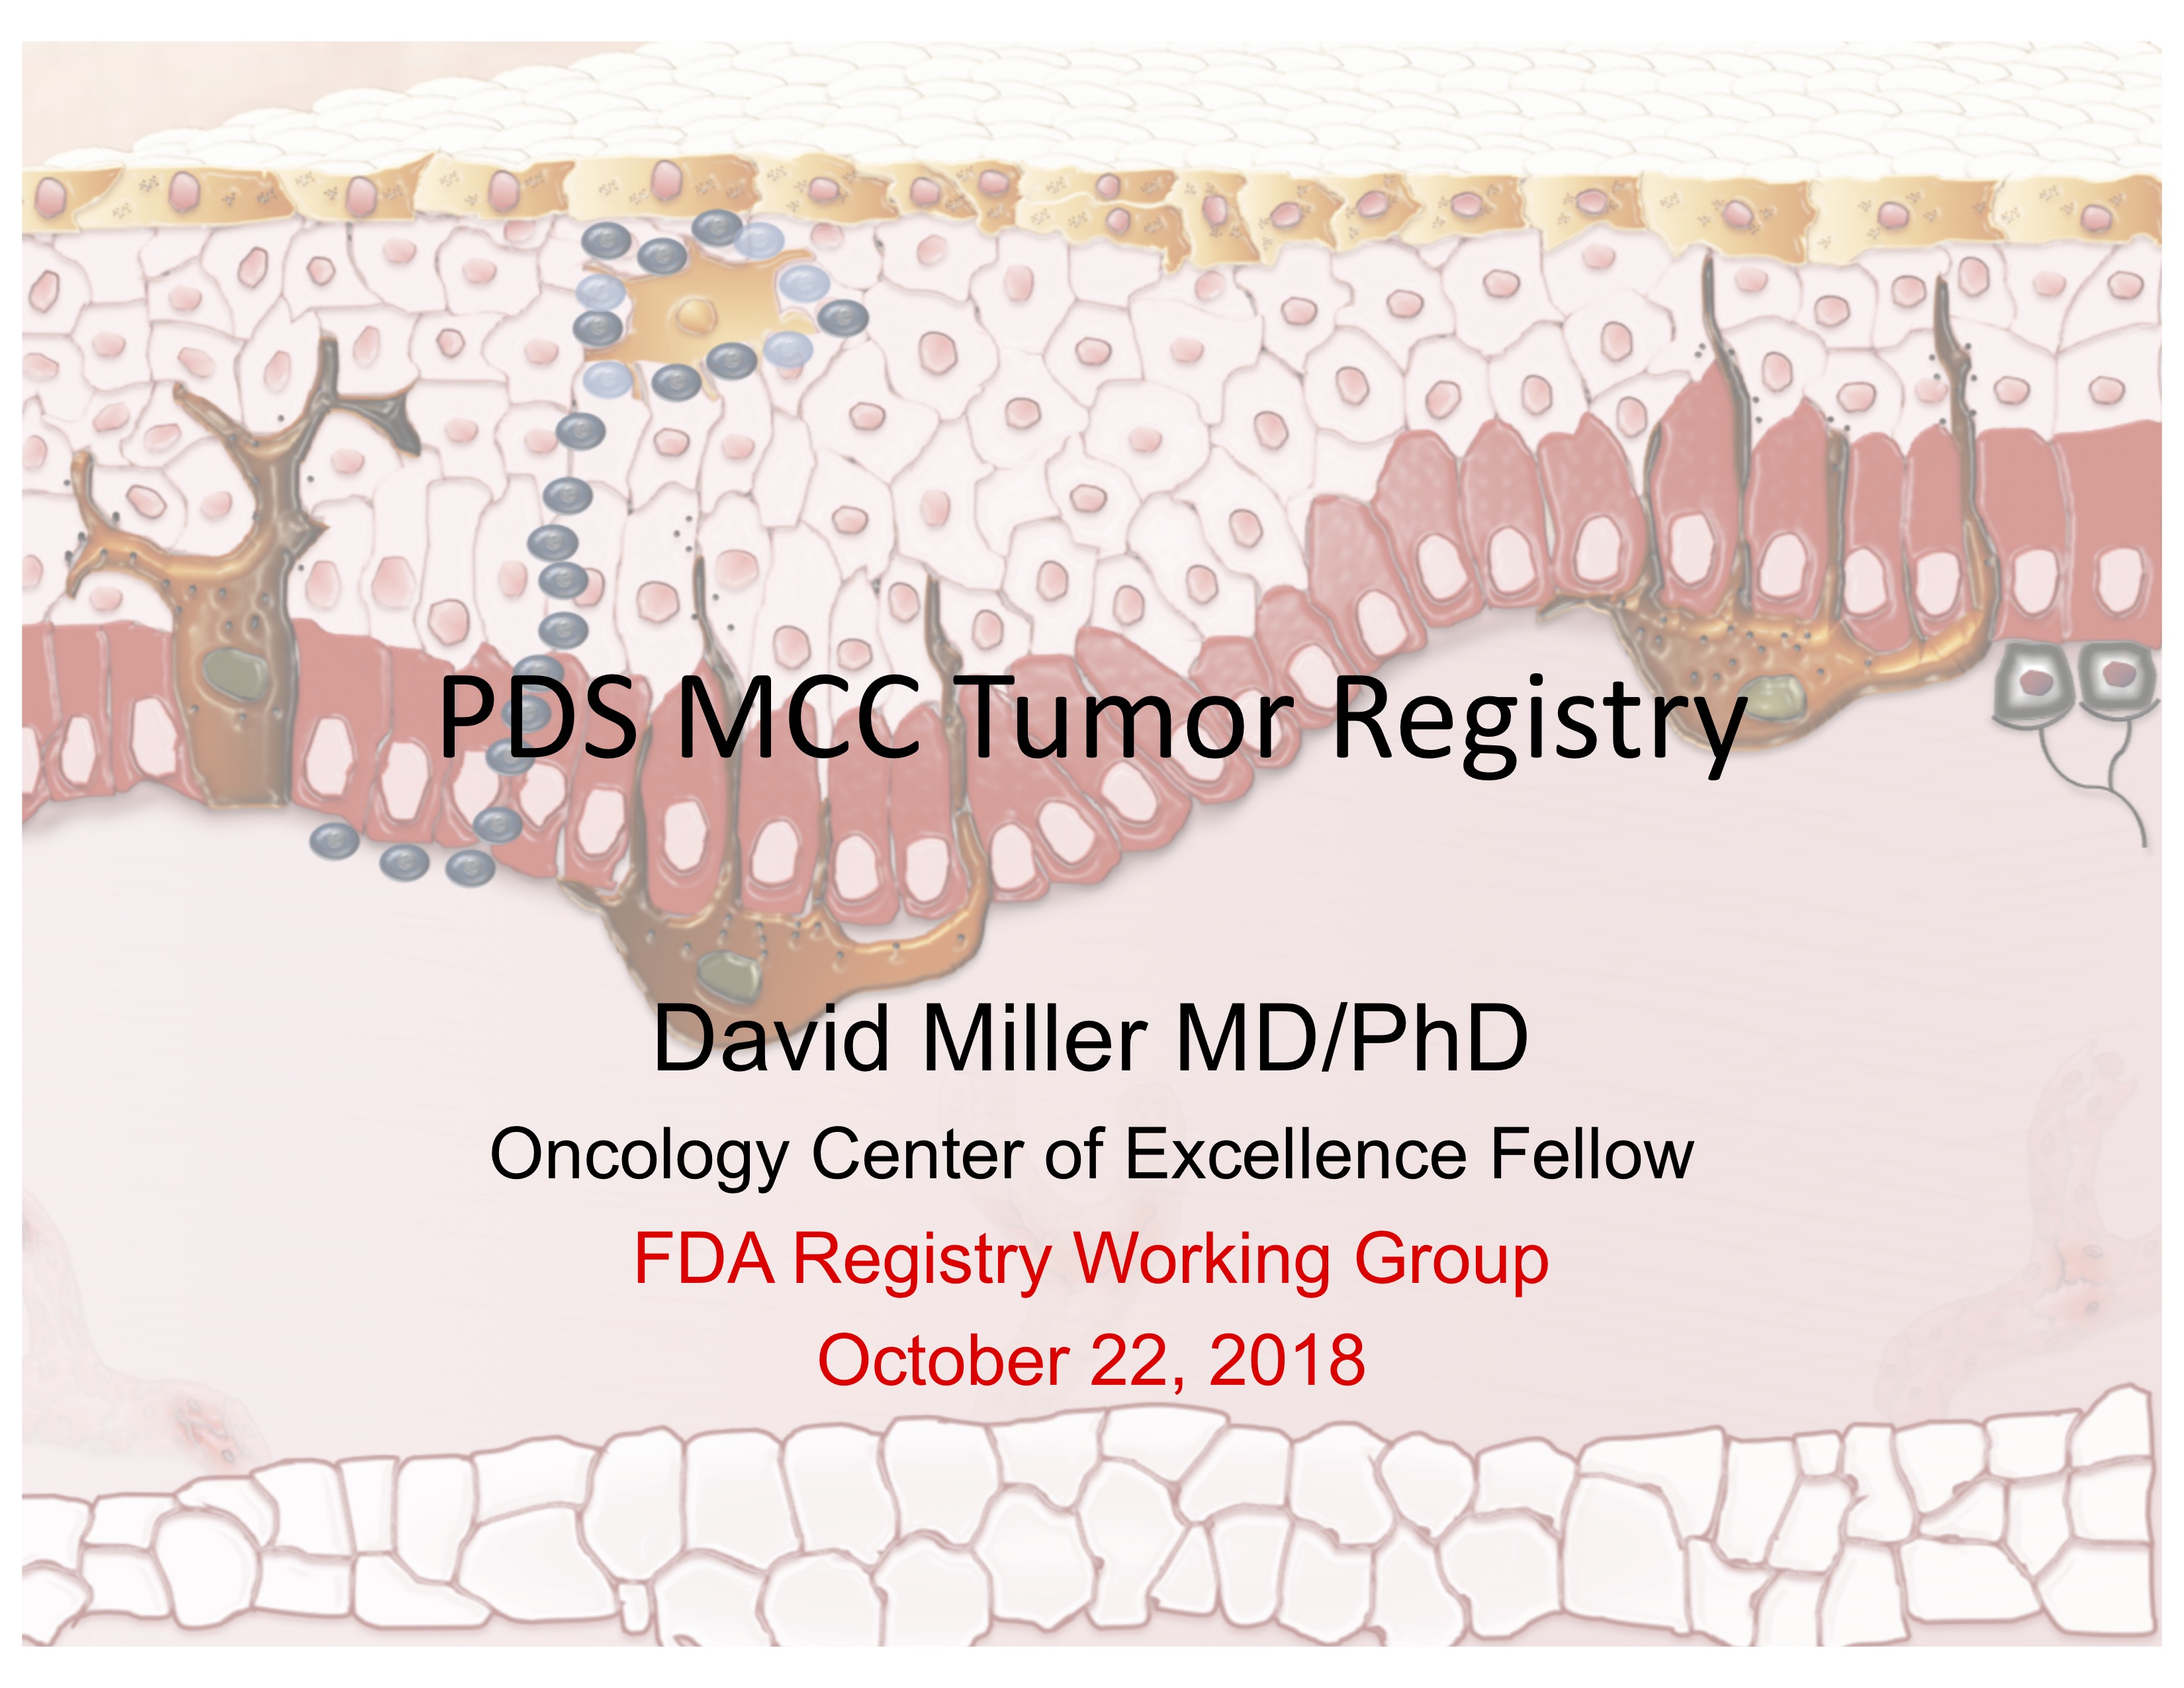 PDS MCC Tumor Registry
David Miller MD/PhD
Oncology Center of Excellence Fellow
FDA Registry Working Group
October 22, 2018